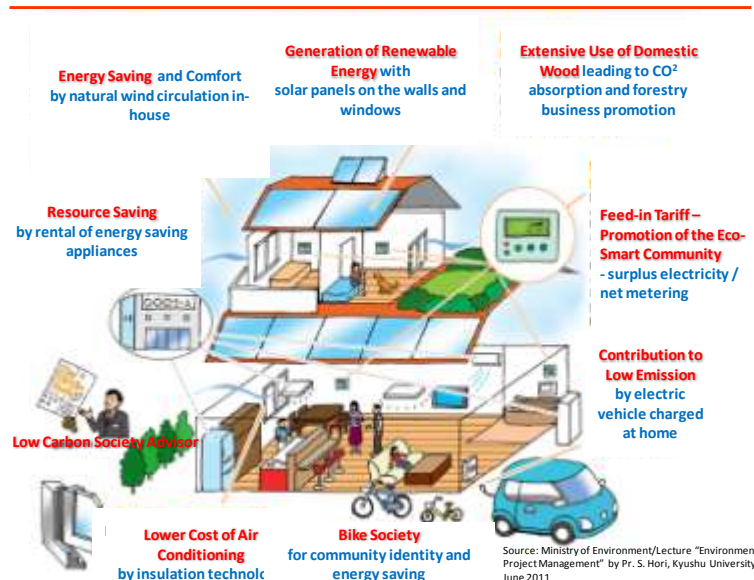 Energy Saving and Comfort
by natural wind circulation in-
house
Generation of Renewable
Energy with
solar panels on the walls and
windows
Extensive Use of Domestic
Wood leading to CO²
absorption and forestry
business promotion
Resource Saving
by rental of energy saving
appliances
Feed-in Tariff –
Promotion of the Eco-
Smart Community
- surplus electricity /
net metering
Contribution to
Low Emission
by electric
vehicle charged
at home
Low Carbon Society Advisor
Lower Cost of Air
Conditioning
by insulation technolo
Bike Society
for community identity and
energy saving
Source: Ministry of Environment/Lecture "Environmen
Project Management" by Pr. S. Hori, Kyushu University
June 2011